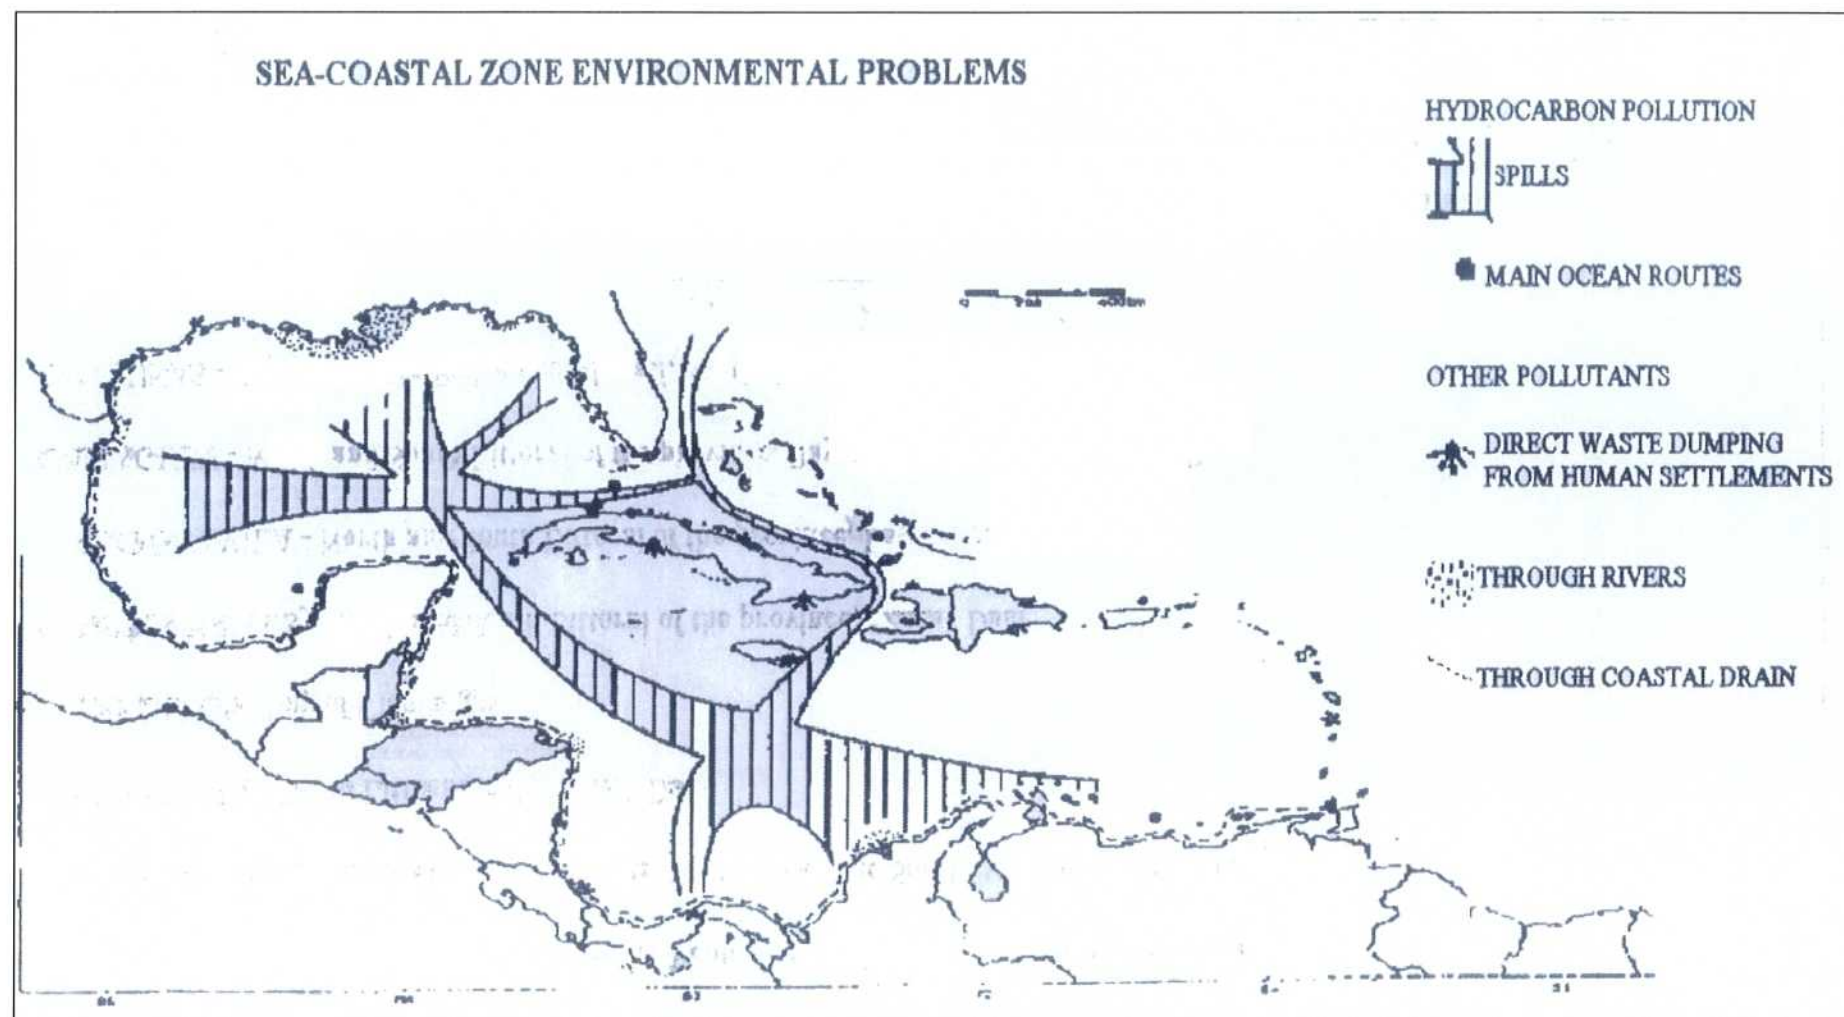 SEA-COASTAL ZONE ENVIRONMENTAL PROBLEMS
HYDROCARBON POLLUTION
SPILLS
MAIN OCEAN ROUTES
OTHER POLLUTANTS
DIRECT WASTE DUMPING
FROM HUMAN SETTLEMENTS
THROUGH RIVERS
THROUGH COASTAL DRAIN